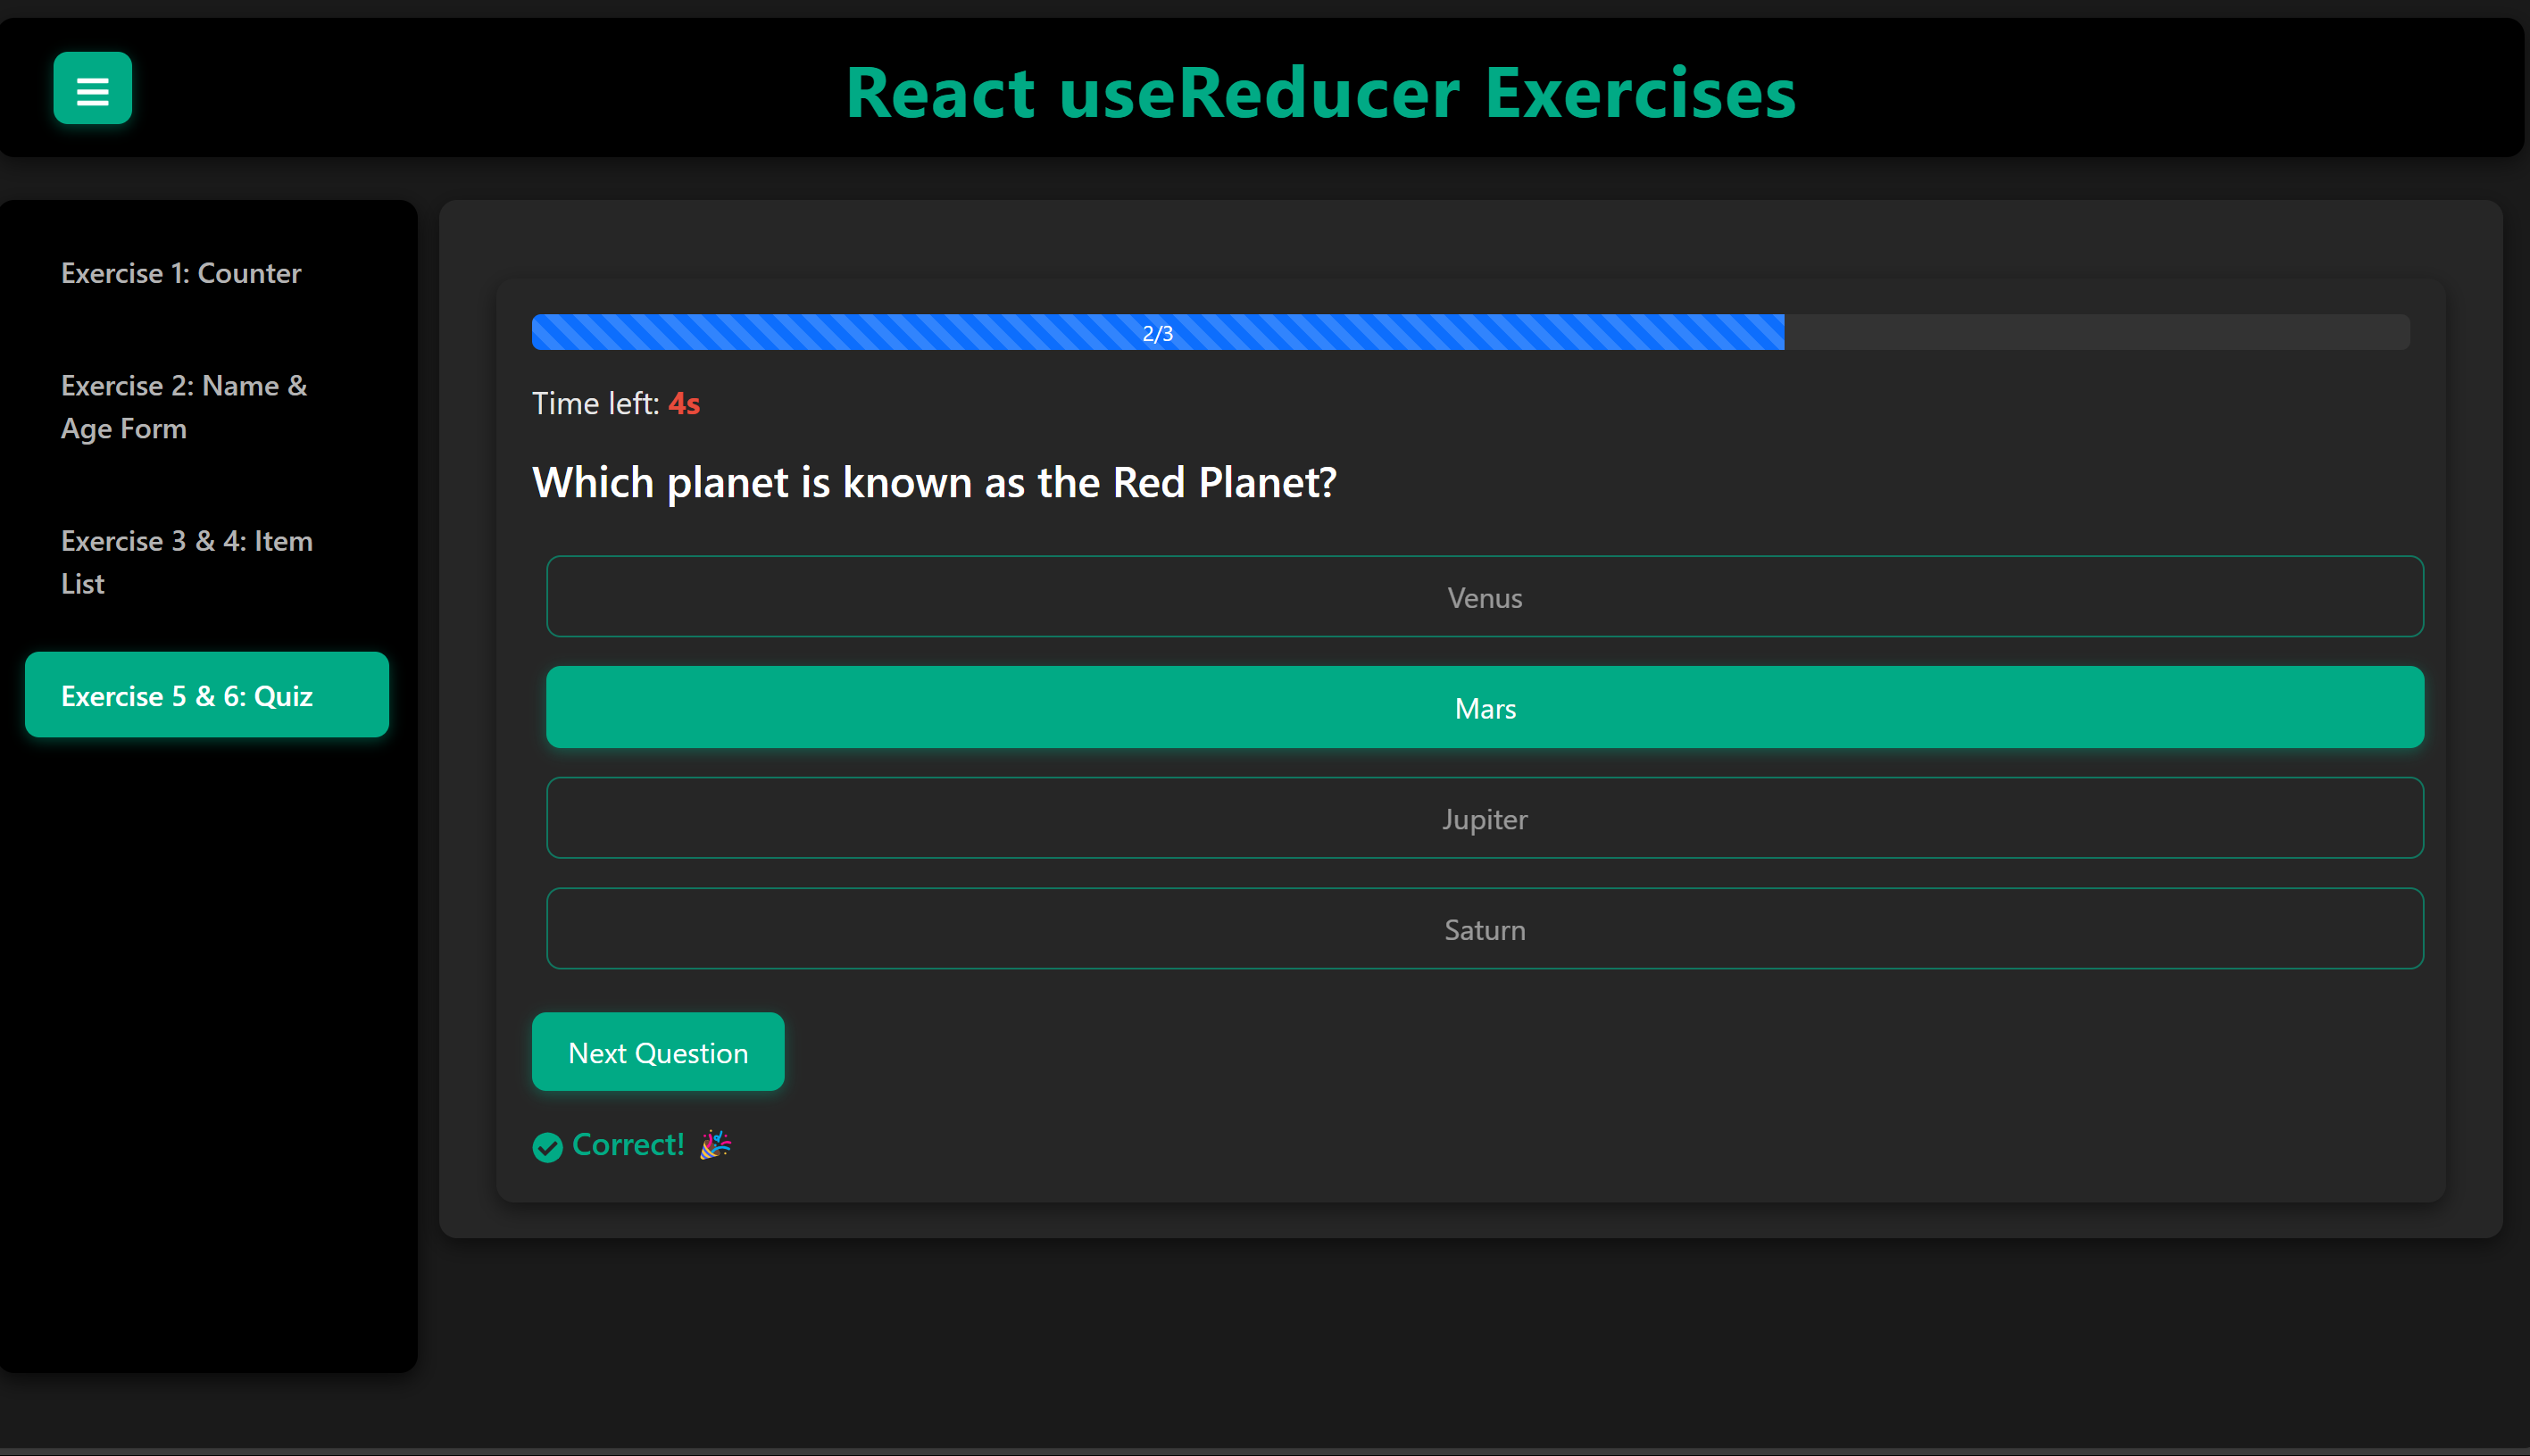 React useReducer Exercises
Exercise 1: Counter
Exercise 2: Name &
Age Form
Exercise 3 & 4: Item
List
Exercise 5 & 6: Quiz
2/3
Time left: 4s
Which planet is known as the Red Planet?
Venus
Mars
Jupiter
Saturn
Next Question
Correct! 🎉